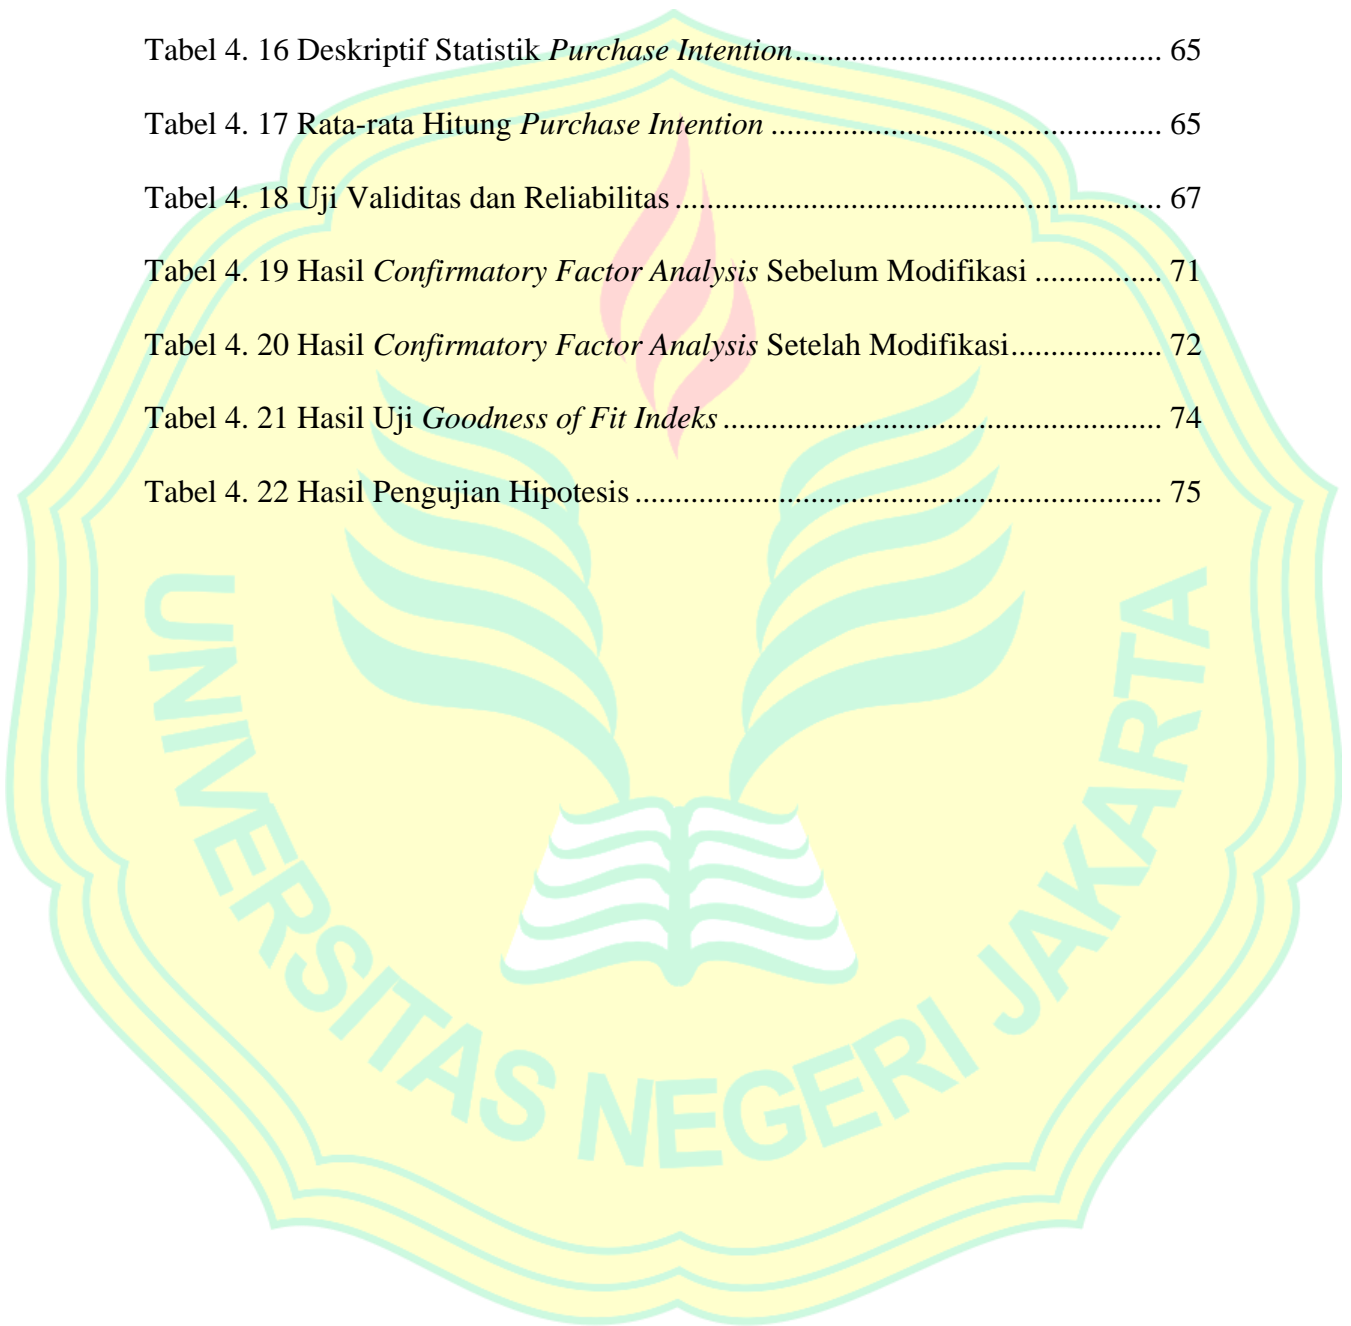 Tabel 4. 16 Deskriptif Statistik Purchase Intention.............................................. 65
Tabel 4. 17 Rata-rata Hitung Purchase Intention ................................................. 65
Tabel 4. 18 Uji Validitas dan Reliabilitas ............................................................. 67
Tabel 4. 19 Hasil Confirmatory Factor Analysis Sebelum Modifikasi ................ 71
Tabel 4. 20 Hasil Confirmatory Factor Analysis Setelah Modifikasi................... 72
Tabel 4. 21 Hasil Uji Goodness of Fit Indeks ....................................................... 74
Tabel 4. 22 Hasil Pengujian Hipotesis .................................................................. 75
UNIVERSITAS NEGERI JAKARTA